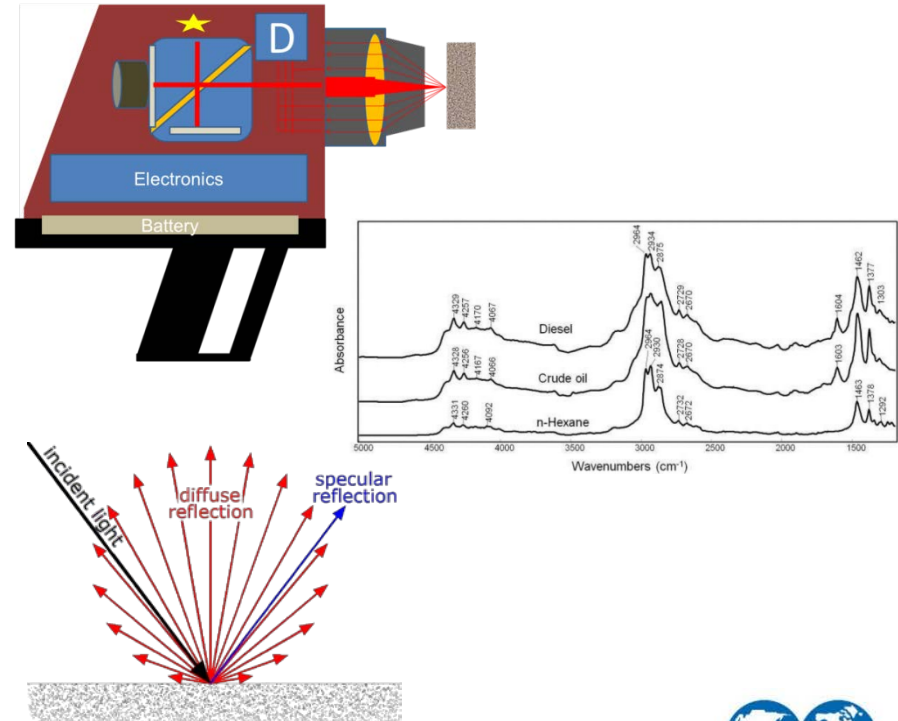 D
Electronics
Battery
Absorbance
2964
2934
2875
4329
4257
4170
4067
2729
2670
1604
1462
1377
1303
Diesel
4328
4256
4167
4066
2964
2930
2874
2728
2670
1603
Crude oil
4331
4260
4092
2732
2672
1463
1378
1292
n-Hexane
5000 4500 4000 3500 3000 2500 2000 1500
Wavenumbers (cm⁻¹)
incident light
diffuse
reflection
specular
reflection